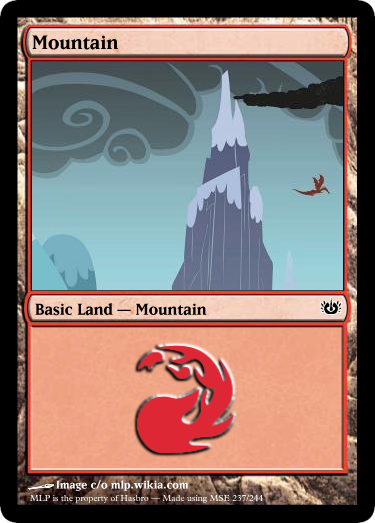 Mountain
Basic Land — Mountain
Image c/o mlp.wikia.com
MLP is the property of Hasbro — Made using MSE 237/244